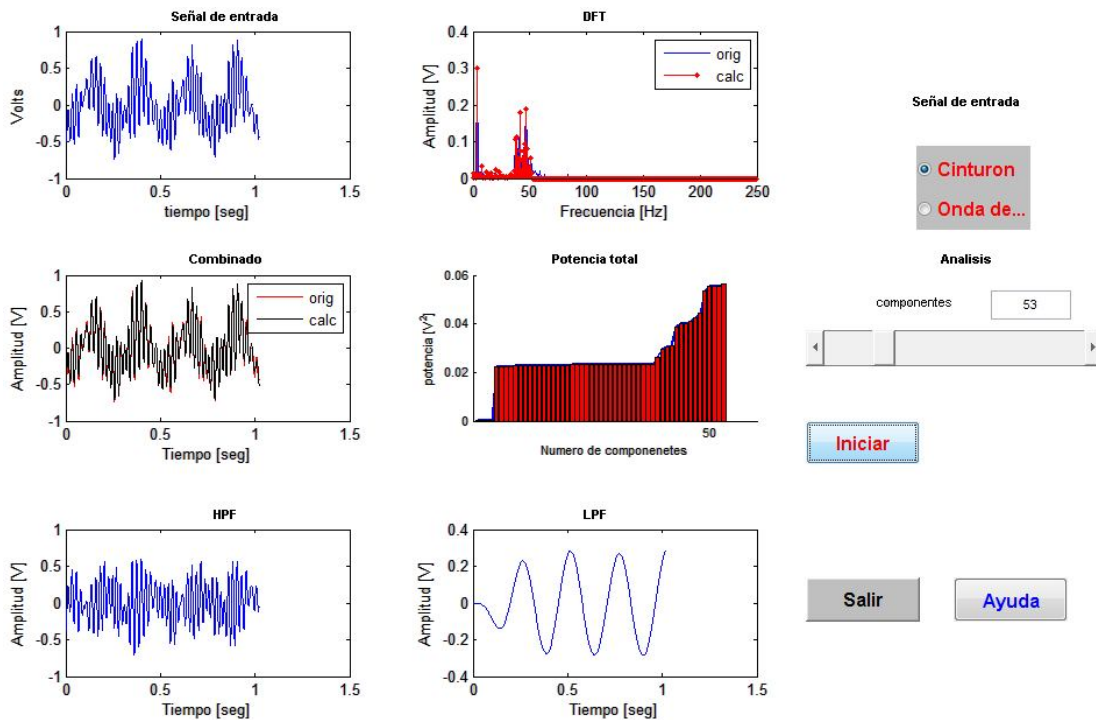 Señal de entrada
Volts
1
0.5
0
-0.5
-1
0 0.5 1 1.5
tiempo [seg]
DFT
Amplitud [V]
0.4
0.3
0.2
0.1
0
orig
calc
0 50 100 150 200 250
Frecuencia [Hz]
Señal de entrada
Cinturon
Onda de...
Combinado
Amplitud [V]
1
0.5
0
-0.5
-1
orig
calc
0 0.5 1 1.5
Tiempo [seg]
Potencia total
potencia [V²]
0.06
0.04
0.02
0
50
Numero de componenetes
Analisis
componentes 53
Iniciar
HPF
Amplitud [V]
1
0.5
0
-0.5
-1
0 0.5 1 1.5
Tiempo [seg]
LPF
Amplitud [V]
0.4
0.2
0
-0.2
-0.4
0 0.5 1 1.5
Tiempo [seg]
Salir
Ayuda